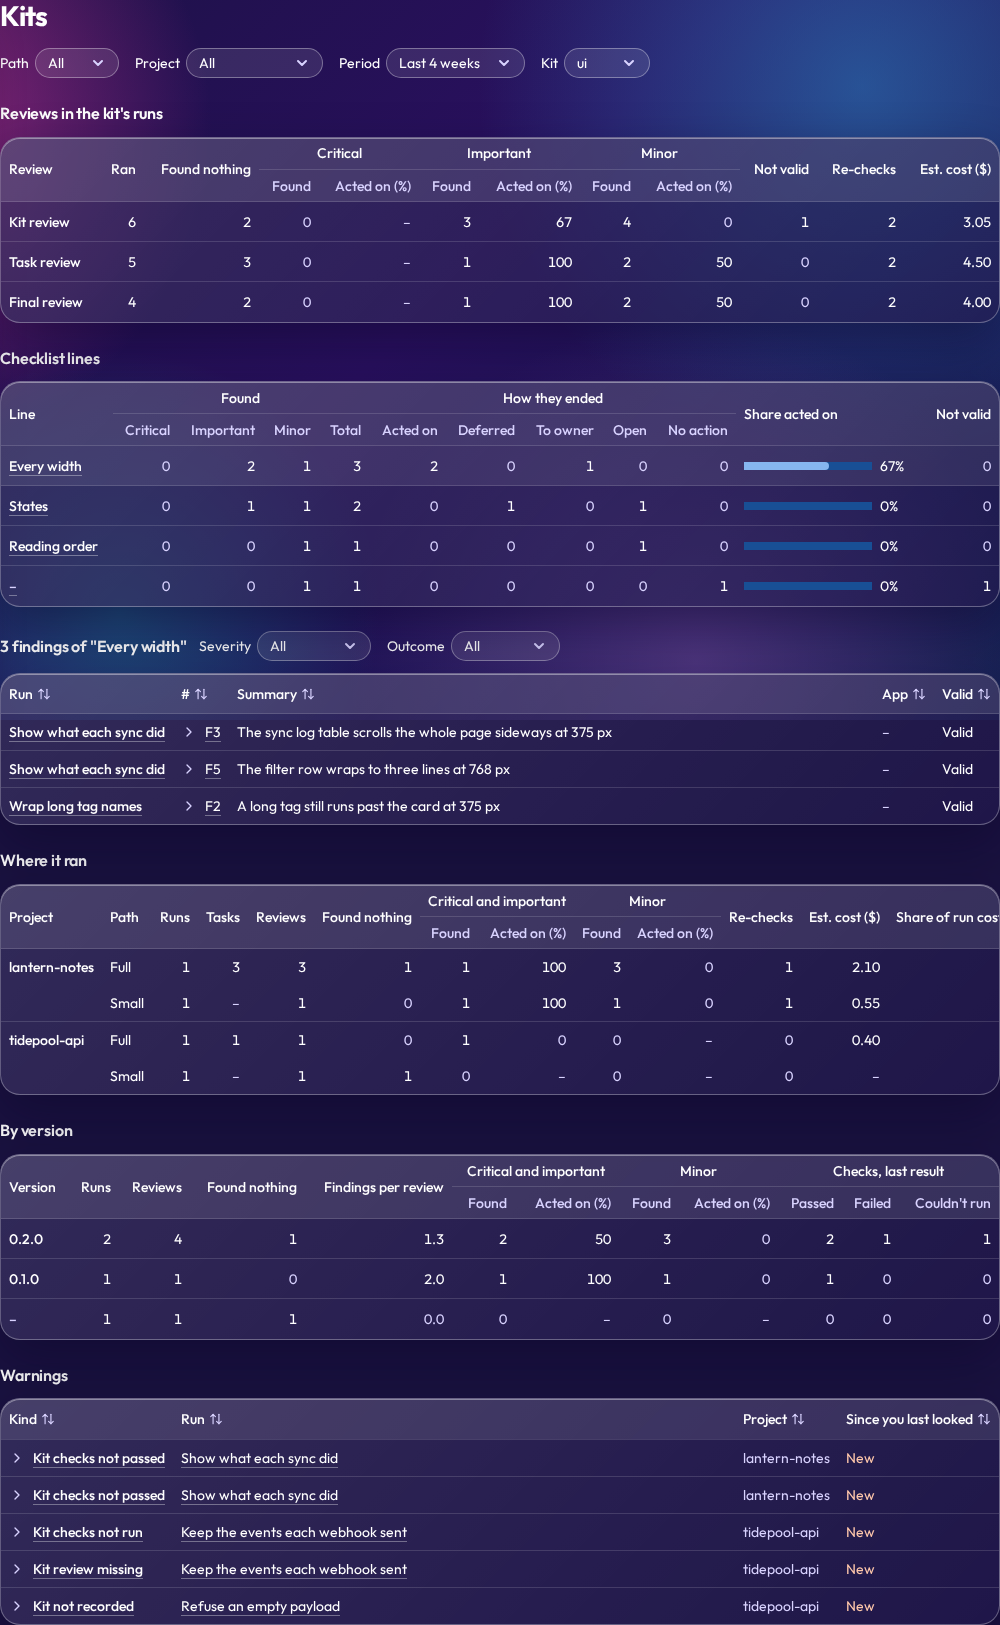 Kits
Path All Project All Period Last 4 weeks Kit ui
Reviews in the kit's runs
Critical Important Minor
Review Ran Found nothing Not valid Re-checks Est. cost ($)
Found Acted on (%) Found Acted on (%) Found Acted on (%)
Kit review 6 2 0 – 3 67 4 0 1 2 3.05
Task review 5 3 0 – 1 100 2 50 0 2 4.50
Final review 4 2 0 – 1 100 2 50 0 2 4.00
Checklist lines
Found How they ended
Line Share acted on Not valid
Critical Important Minor Total Acted on Deferred To owner Open No action
Every width 0 2 1 3 2 0 1 0 0 67% 0
States 0 1 1 2 0 1 0 1 0 0% 0
Reading order 0 0 1 1 0 0 0 1 0 0% 0
– 0 0 1 1 0 0 0 0 1 0% 1
3 findings of "Every width" Severity All Outcome All
Run # Summary App Valid
Show what each sync did F3 The sync log table scrolls the whole page sideways at 375 px – Valid
Show what each sync did F5 The filter row wraps to three lines at 768 px – Valid
Wrap long tag names F2 A long tag still runs past the card at 375 px – Valid
Where it ran
Critical and important Minor
Project Path Runs Tasks Reviews Found nothing Re-checks Est. cost ($) Share of run cost
Found Acted on (%) Found Acted on (%)
lantern-notes Full 1 3 3 1 1 100 3 0 1 2.10
Small 1 – 1 0 1 100 1 0 1 0.55
tidepool-api Full 1 1 1 0 1 0 0 – 0 0.40
Small 1 – 1 1 0 – 0 – 0 –
By version
Critical and important Minor Checks, last result
Version Runs Reviews Found nothing Findings per review
Found Acted on (%) Found Acted on (%) Passed Failed Couldn't run
0.2.0 2 4 1 1.3 2 50 3 0 2 1 1
0.1.0 1 1 0 2.0 1 100 1 0 1 0 0
– 1 1 1 0.0 0 – 0 – 0 0 0
Warnings
Kind Run Project Since you last looked
Kit checks not passed Show what each sync did lantern-notes New
Kit checks not passed Show what each sync did lantern-notes New
Kit checks not run Keep the events each webhook sent tidepool-api New
Kit review missing Keep the events each webhook sent tidepool-api New
Kit not recorded Refuse an empty payload tidepool-api New